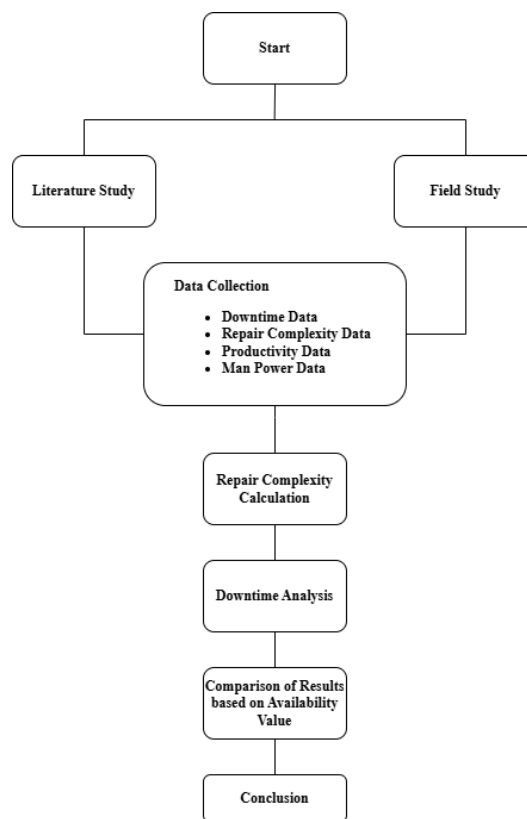 Start
Literature Study
Field Study
Data Collection
• Downtime Data
• Repair Complexity Data
• Productivity Data
• Man Power Data
Repair Complexity
Calculation
Downtime Analysis
Comparison of Results
based on Availability
Value
Conclusion